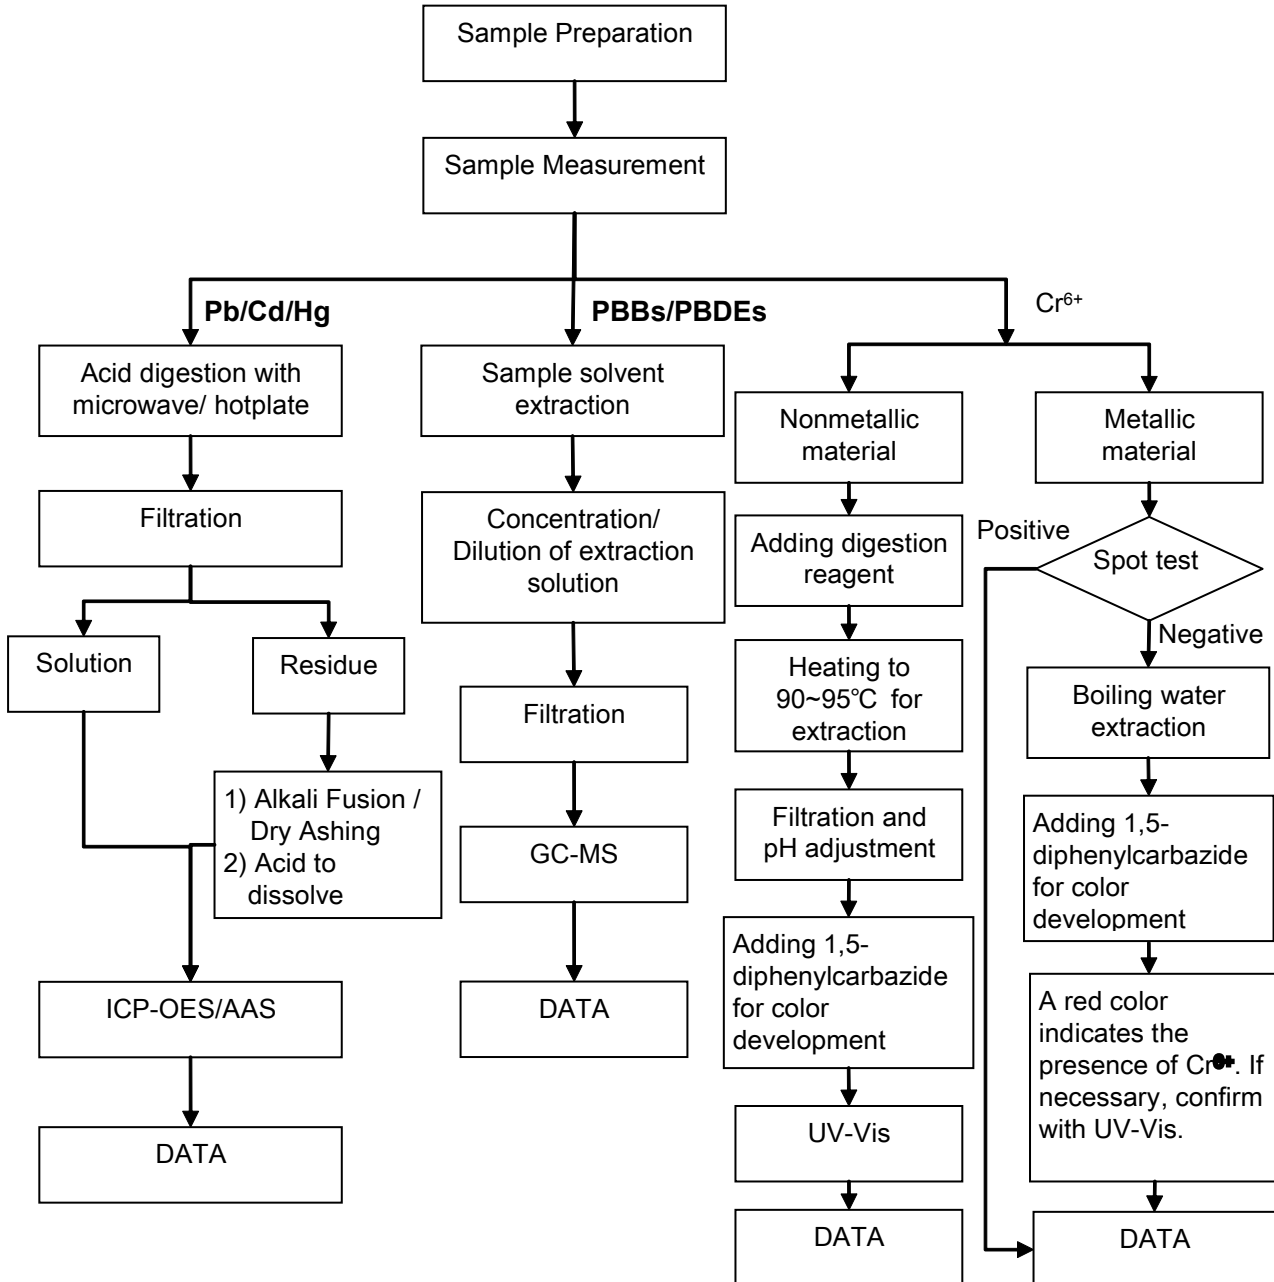 Sample Preparation
Sample Measurement
Pb/Cd/Hg
PBBs/PBDEs
Cr⁶⁺
Acid digestion with
microwave/ hotplate
Filtration
Solution
Residue
1) Alkali Fusion /
Dry Ashing
2) Acid to
dissolve
ICP-OES/AAS
DATA
Sample solvent
extraction
Concentration/
Dilution of extraction
solution
Filtration
GC-MS
DATA
Nonmetallic
material
Adding digestion
reagent
Heating to
90~95℃ for
extraction
Filtration and
pH adjustment
Adding 1,5-
diphenylcarbazide
for color
development
UV-Vis
DATA
Metallic
material
Positive
Spot test
Negative
Boiling water
extraction
Adding 1,5-
diphenylcarbazide
for color
development
A red color
indicates the
presence of Cr⁶⁺. If
necessary, confirm
with UV-Vis.
DATA